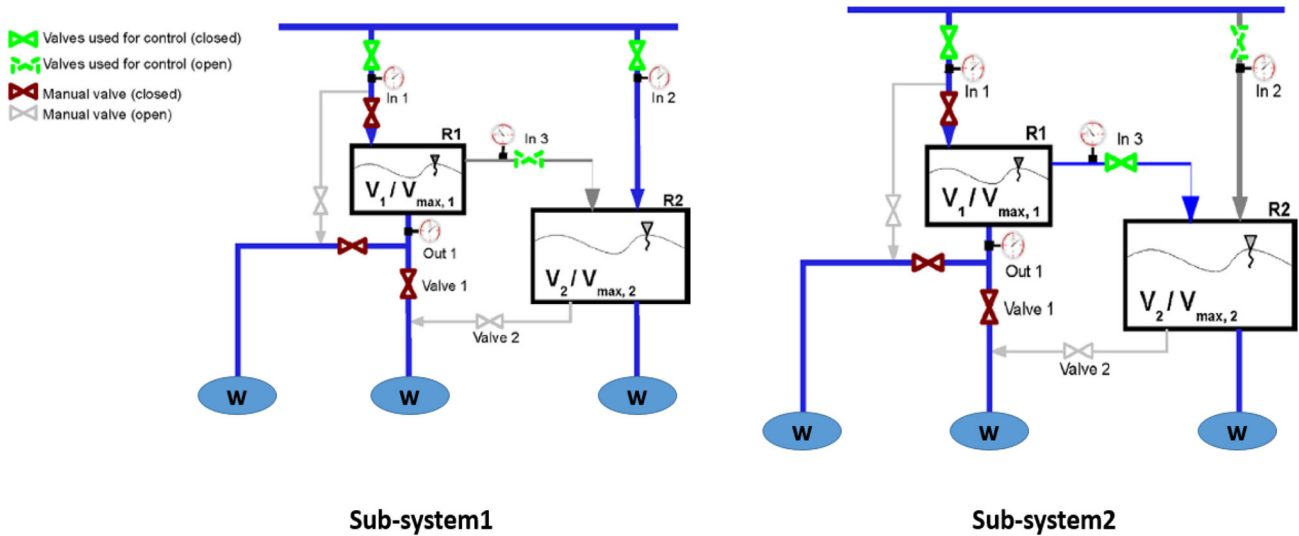 Valves used for control (closed)
Valves used for control (open)
Manual valve (closed)
Manual valve (open)
In 1
In 2
R1
In 3
V1 / Vmax, 1
R2
Out 1
V2 / Vmax, 2
Valve 1
Valve 2
W
W
W
Sub-system1
In 1
In 2
R1
In 3
V1 / Vmax, 1
R2
Out 1
V2 / Vmax, 2
Valve 1
Valve 2
W
W
W
Sub-system2